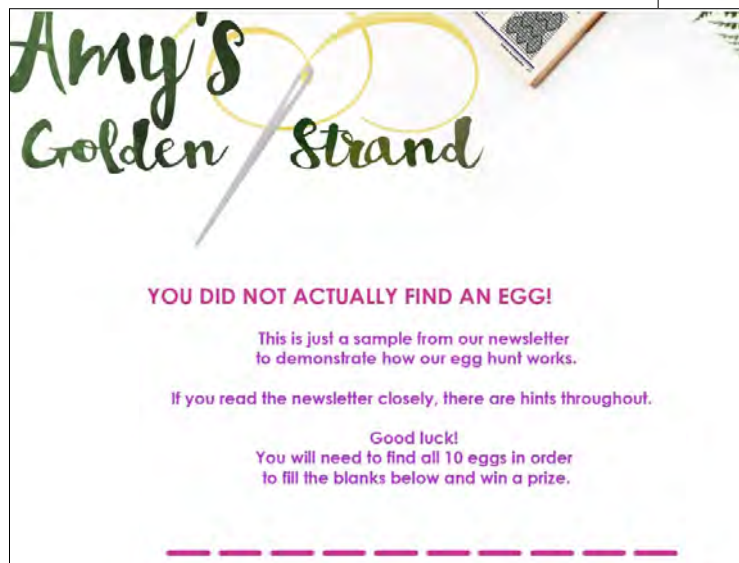 Amy's
Golden Strand
YOU DID NOT ACTUALLY FIND AN EGG!
This is just a sample from our newsletter
to demonstrate how our egg hunt works.
If you read the newsletter closely, there are hints throughout.
Good luck!
You will need to find all 10 eggs in order
to fill the blanks below and win a prize.